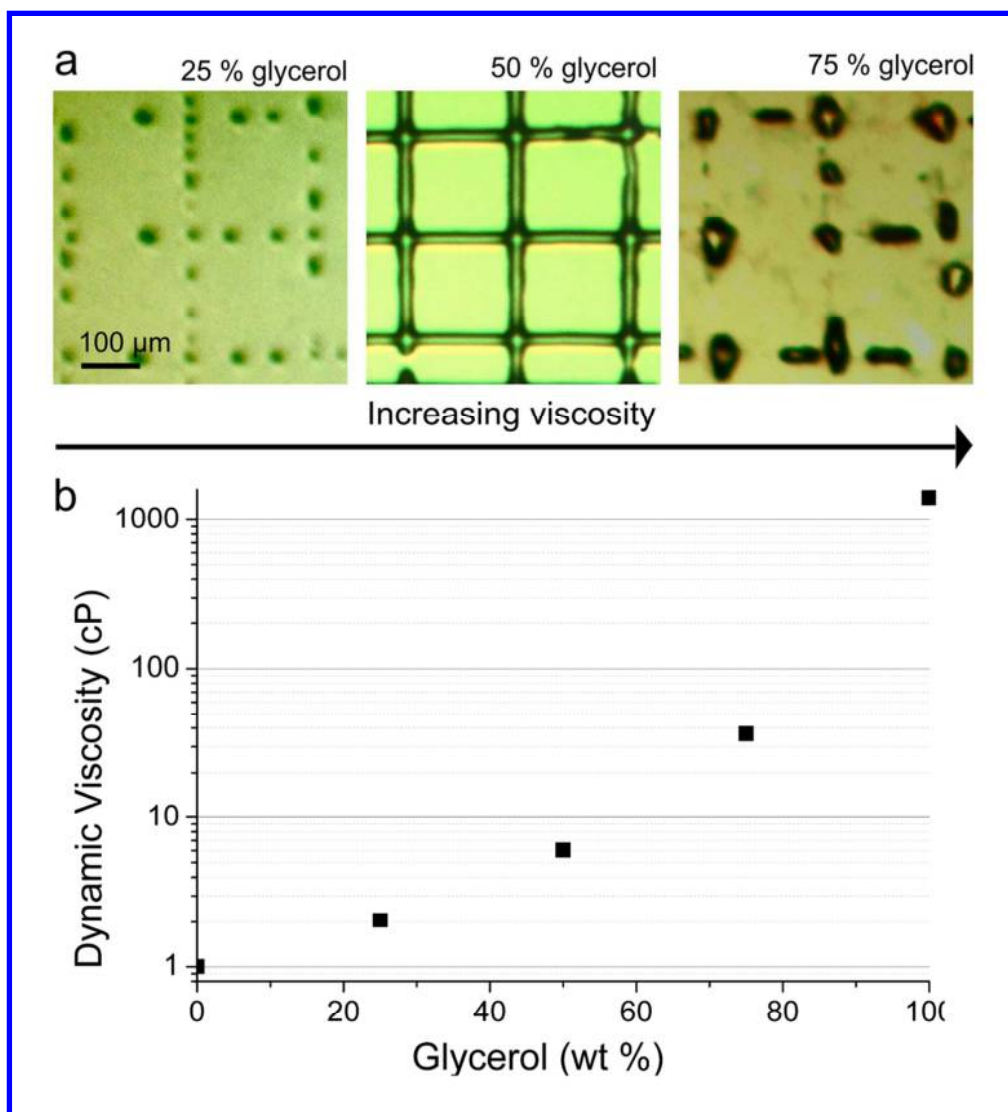 a
25 % glycerol
50 % glycerol
75 % glycerol
100 µm
Increasing viscosity
b
Dynamic Viscosity (cP)
1000
100
10
1
0 20 40 60 80 100
Glycerol (wt %)